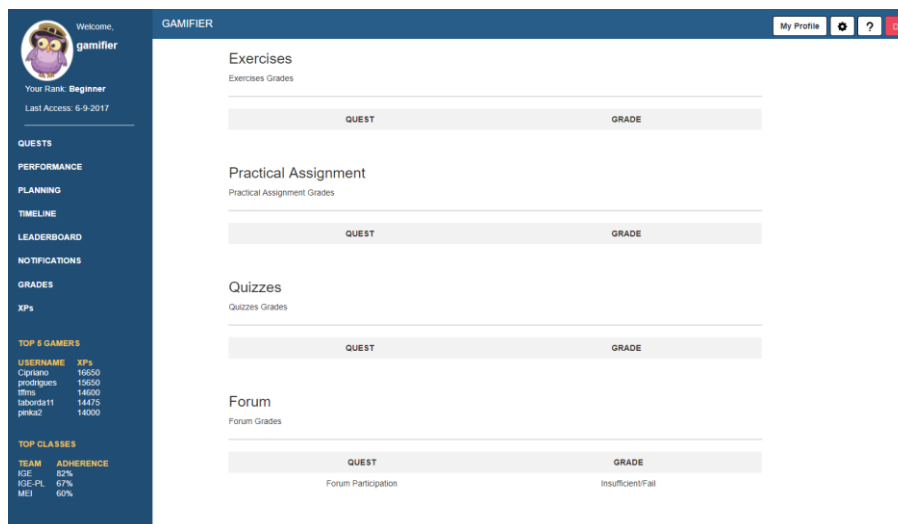 Welcome,
gamifier
Your Rank: Beginner
Last Access: 6-9-2017
QUESTS
PERFORMANCE
PLANNING
TIMELINE
LEADERBOARD
NOTIFICATIONS
GRADES
XPs
TOP 5 GAMERS
USERNAME XPs
Cipriano 16650
prodrigues 15650
14600
taborda11 14475
pinka2 14000
TOP CLASSES
TEAM ADHERENCE
IGE 82%
IGE-PL 67%
MEI 60%
GAMIFIER
My Profile ?
Exercises
Exercises Grades
QUEST GRADE
Practical Assignment
Practical Assignment Grades
QUEST GRADE
Quizzes
Quizzes Grades
QUEST GRADE
Forum
Forum Grades
QUEST GRADE
Forum Participation Insufficient/Fail